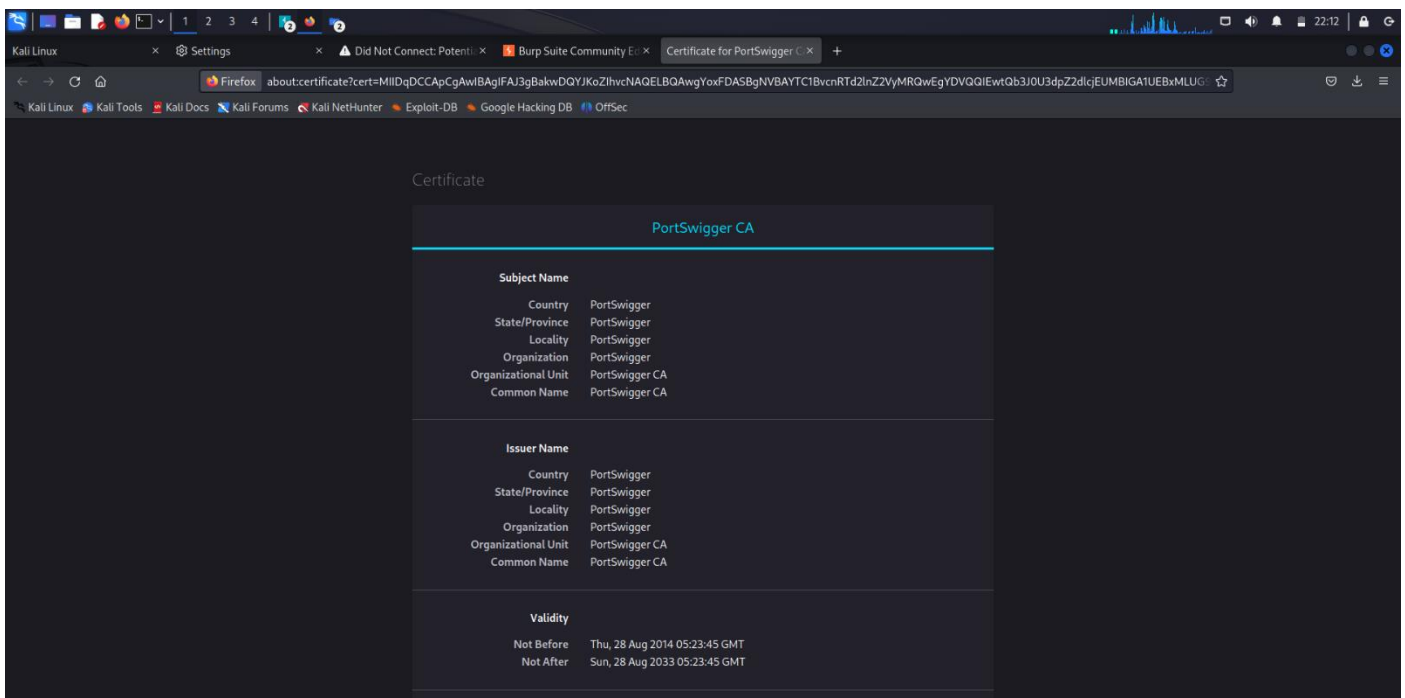 1 2 3 4 2 2 22:12
Kali Linux Settings Did Not Connect: Potenti Burp Suite Community Ed Certificate for PortSwigger C
Firefox about:certificate?cert=
Kali Linux Kali Tools Kali Docs Kali Forums Kali NetHunter Exploit-DB Google Hacking DB OffSec
Certificate
PortSwigger CA
Subject Name
Country PortSwigger
State/Province PortSwigger
Locality PortSwigger
Organization PortSwigger
Organizational Unit PortSwigger CA
Common Name PortSwigger CA
Issuer Name
Country PortSwigger
State/Province PortSwigger
Locality PortSwigger
Organization PortSwigger
Organizational Unit PortSwigger CA
Common Name PortSwigger CA
Validity
Not Before Thu, 28 Aug 2014 05:23:45 GMT
Not After Sun, 28 Aug 2033 05:23:45 GMT